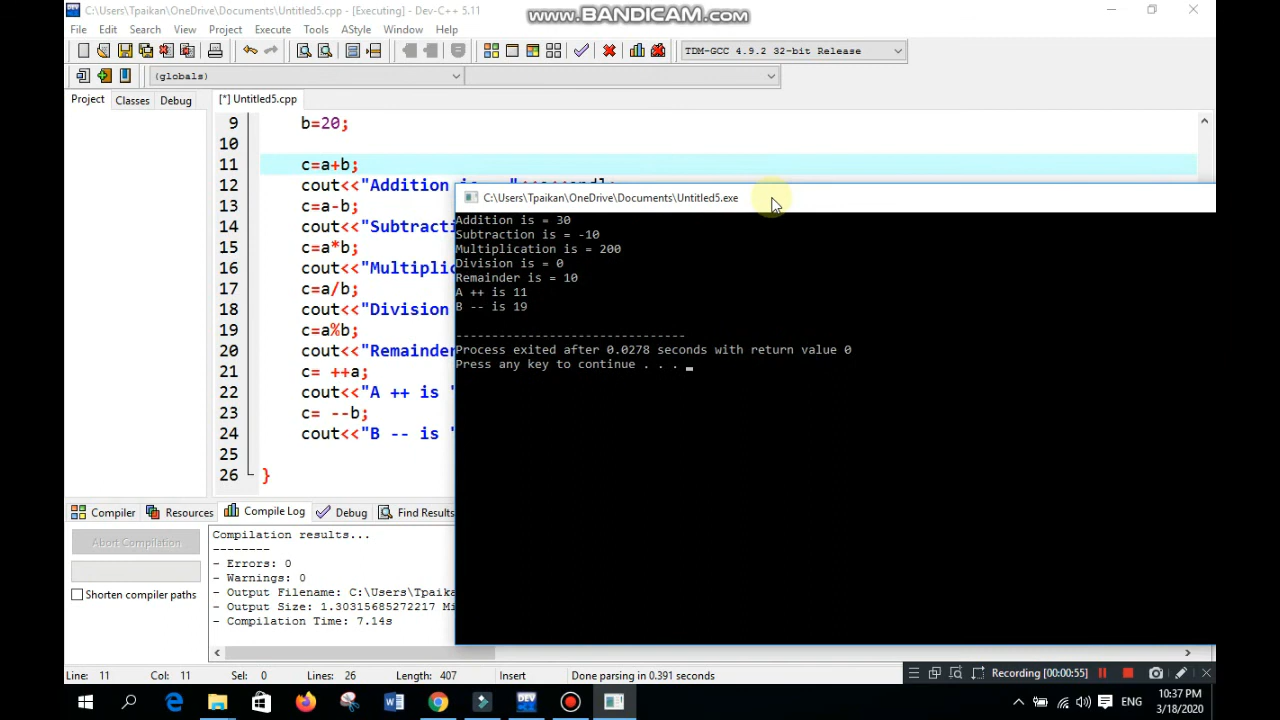 C:\Users\Tpaikan\OneDrive\Documents\Untitled5.cpp - [Executing] - Dev-C++ 5.11
www.BANDICAM.com
File Edit Search View Project Execute Tools AStyle Window Help
TDM-GCC 4.9.2 32-bit Release
(globals)
Project Classes Debug
[*] Untitled5.cpp
9 b=20;
10
11 c=a+b;
12 cout<<"Addition is = "<<c<<endl;
13 c=a-b;
14 cout<<"Subtracti
15 c=a*b;
16 cout<<"Multiplic
17 c=a/b;
18 cout<<"Division
19 c=a%b;
20 cout<<"Remainder
21 c= ++a;
22 cout<<"A ++ is "
23 c= --b;
24 cout<<"B -- is "
25
26 }
C:\Users\Tpaikan\OneDrive\Documents\Untitled5.exe
Addition is = 30
Subtraction is = -10
Multiplication is = 200
Division is = 0
Remainder is = 10
A ++ is 11
B -- is 19
--------------------------------
Process exited after 0.0278 seconds with return value 0
Press any key to continue . . .
Compiler Resources Compile Log Debug Find Results
Abort Compilation
Shorten compiler paths
Compilation results...
--------
- Errors: 0
- Warnings: 0
- Output Filename: C:\Users\Tpaika
- Output Size: 1.30315685272217 Mi
- Compilation Time: 7.14s
Line: 11 Col: 11 Sel: 0 Lines: 26 Length: 407 Insert Done parsing in 0.391 seconds
Recording [00:00:55]
DEV
ENG
10:37 PM
3/18/2020